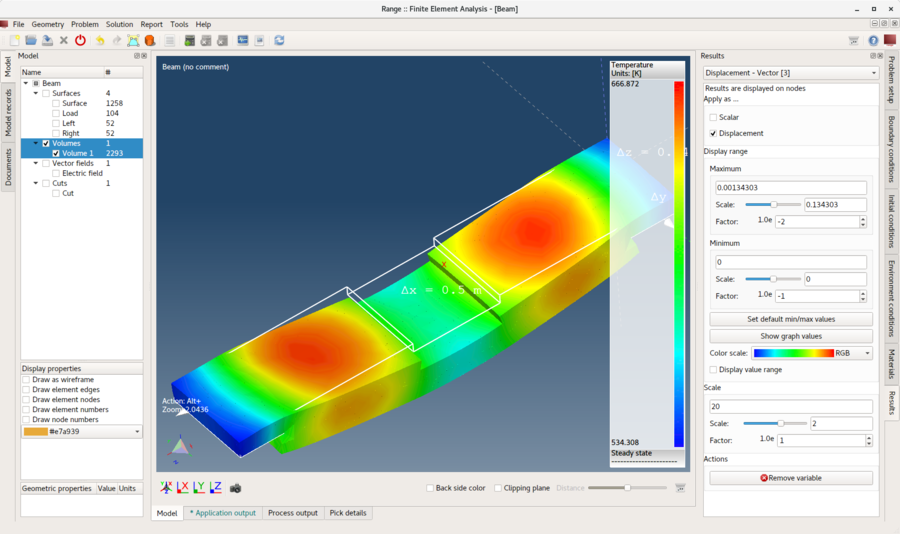 Range :: Finite Element Analysis - [Beam]
File Geometry Problem Solution Report Tools Help
Model
Name #
Beam
Surfaces 4
Surface 1258
Load 104
Left 52
Right 52
Volumes 1
Volume 1 2293
Vector fields 1
Electric field
Cuts 1
Cut
Model
Model records
Documents
Display properties
Draw as wireframe
Draw element edges
Draw element nodes
Draw element numbers
Draw node numbers
#e7a939
Geometric properties Value Units
Beam (no comment)
Temperature
Units: [K]
666.872
Δz = 0.
Δy
Δx = 0.5 m
x
Action: Alt+
Zoom: 2.0436
534.308
Steady state
------------------------
Y X X Y Z
Back side color Clipping plane Distance
Model * Application output Process output Pick details
Results
Displacement - Vector [3]
Results are displayed on nodes
Apply as ...
Scalar
Displacement
Display range
Maximum
0.00134303
Scale: 0.134303
Factor: 1.0e -2
Minimum
0
Scale: 0
Factor: 1.0e -1
Set default min/max values
Show graph values
Color scale: RGB
Display value range
Scale
20
Scale: 2
Factor: 1.0e 1
Actions
Remove variable
Problem setup
Boundary conditions
Initial conditions
Environment conditions
Materials
Results